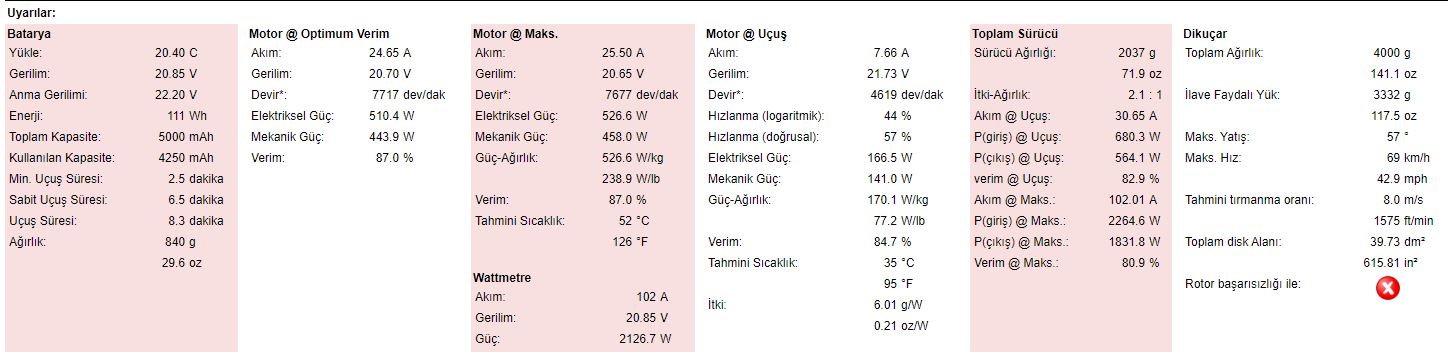 Uyarılar:
Batarya
Yükle: 20.40 C
Gerilim: 20.85 V
Anma Gerilimi: 22.20 V
Enerji: 111 Wh
Toplam Kapasite: 5000 mAh
Kullanılan Kapasite: 4250 mAh
Min. Uçuş Süresi: 2.5 dakika
Sabit Uçuş Süresi: 6.5 dakika
Uçuş Süresi: 8.3 dakika
Ağırlık: 840 g
29.6 oz
Motor @ Optimum Verim
Akım: 24.65 A
Gerilim: 20.70 V
Devir*: 7717 dev/dak
Elektriksel Güç: 510.4 W
Mekanik Güç: 443.9 W
Verim: 87.0 %
Motor @ Maks.
Akım: 25.50 A
Gerilim: 20.65 V
Devir*: 7677 dev/dak
Elektriksel Güç: 526.6 W
Mekanik Güç: 458.0 W
Güç-Ağırlık: 526.6 W/kg
238.9 W/lb
Verim: 87.0 %
Tahmini Sıcaklık: 52 °C
126 °F
Wattmetre
Akım: 102 A
Gerilim: 20.85 V
Güç: 2126.7 W
Motor @ Uçuş
Akım: 7.66 A
Gerilim: 21.73 V
Devir*: 4619 dev/dak
Hızlanma (logaritmik): 44 %
Hızlanma (doğrusal): 57 %
Elektriksel Güç: 166.5 W
Mekanik Güç: 141.0 W
Güç-Ağırlık: 170.1 W/kg
77.2 W/lb
Verim: 84.7 %
Tahmini Sıcaklık: 35 °C
95 °F
İtki: 6.01 g/W
0.21 oz/W
Toplam Sürücü
Sürücü Ağırlığı: 2037 g
71.9 oz
İtki-Ağırlık: 2.1 : 1
Akım @ Uçuş: 30.65 A
P(giriş) @ Uçuş: 680.3 W
P(çıkış) @ Uçuş: 564.1 W
verim @ Uçuş: 82.9 %
Akım @ Maks.: 102.01 A
P(giriş) @ Maks.: 2264.6 W
P(çıkış) @ Maks.: 1831.8 W
Verim @ Maks.: 80.9 %
Dikuçar
Toplam Ağırlık: 4000 g
141.1 oz
İlave Faydalı Yük: 3332 g
117.5 oz
Maks. Yatış: 57 °
Maks. Hız: 69 km/h
42.9 mph
Tahmini tırmanma oranı: 8.0 m/s
1575 ft/min
Toplam disk Alanı: 39.73 dm²
615.81 in²
Rotor başarısızlığı ile: